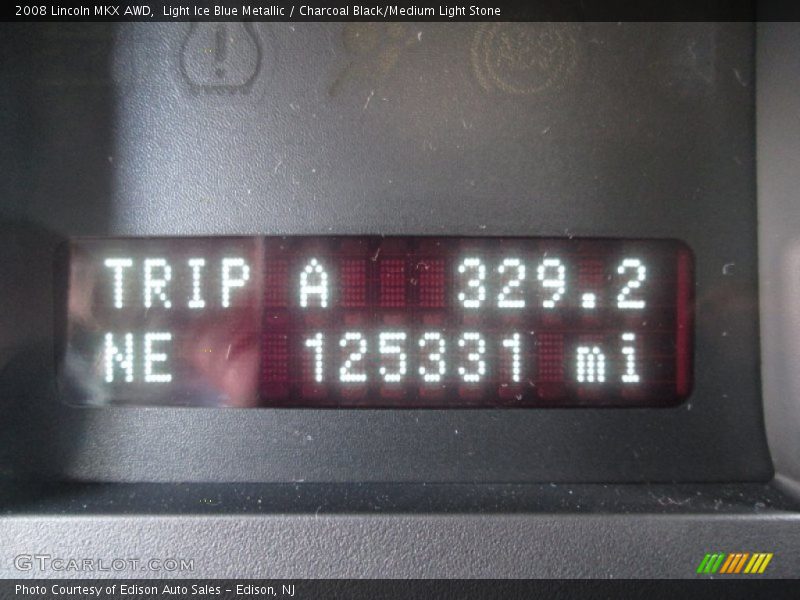 2008 Lincoln MKX AWD,  Light Ice Blue Metallic / Charcoal Black/Medium Light Stone
TRIP A 329.2
NE 125331 mi
GTCARLOT.COM
Photo Courtesy of Edison Auto Sales - Edison, NJ